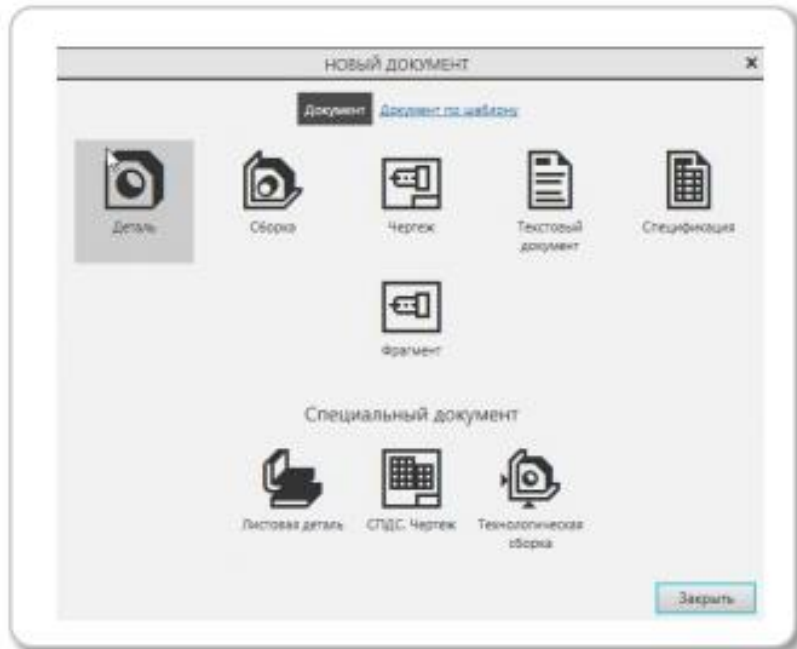 НОВЫЙ ДОКУМЕНТ
Документ Документ по шаблону
Деталь Сборка Чертеж Текстовый документ Спецификация
Фрагмент
Специальный документ
Листовая деталь СПДС. Чертеж Технологическая сборка
Закрыть